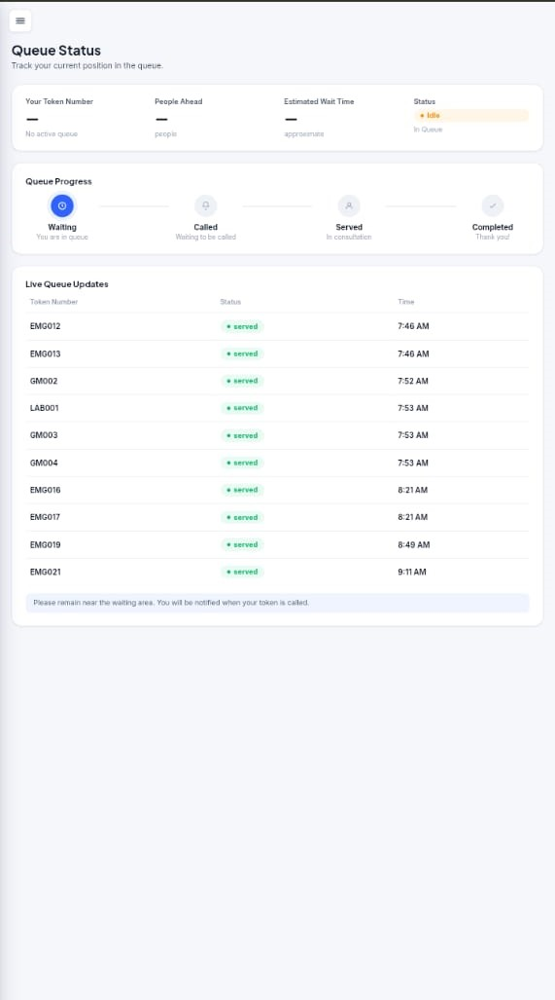 Queue Status
Track your current position in the queue.
Your Token Number
People Ahead
Estimated Wait Time
Status
—
—
—
Idle
No active queue
people
approximate
In Queue
Queue Progress
Waiting
Called
Served
Completed
You are in queue
Waiting to be called
In consultation
Thank you!
Live Queue Updates
Token Number Status Time
EMG012 served 7:46 AM
EMG013 served 7:46 AM
GM002 served 7:52 AM
LAB001 served 7:53 AM
GM003 served 7:53 AM
GM004 served 7:53 AM
EMG016 served 8:21 AM
EMG017 served 8:21 AM
EMG019 served 8:49 AM
EMG021 served 9:11 AM
Please remain near the waiting area. You will be notified when your token is called.